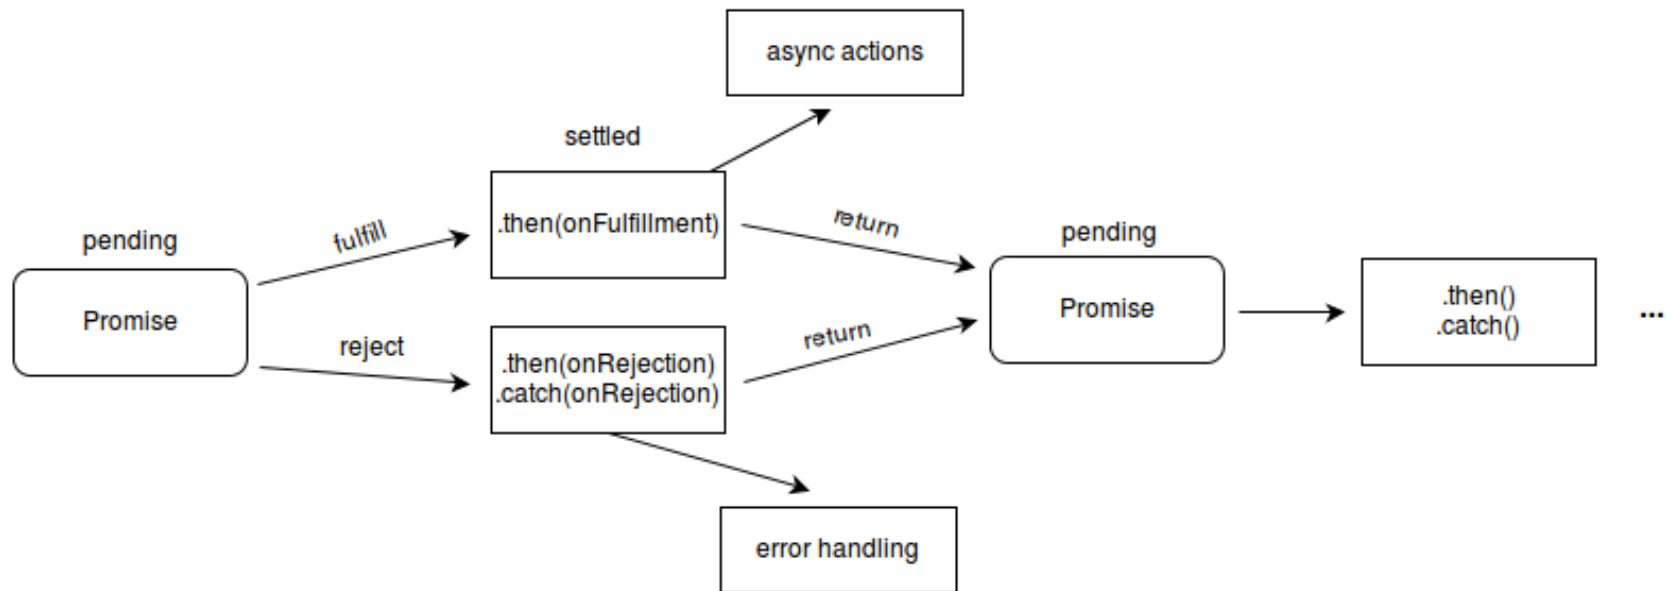 async actions
settled
.then(onFulfillment)
fulfill
return
pending
Promise
pending
Promise
.then()
.catch()
...
reject
.then(onRejection)
.catch(onRejection)
return
error handling